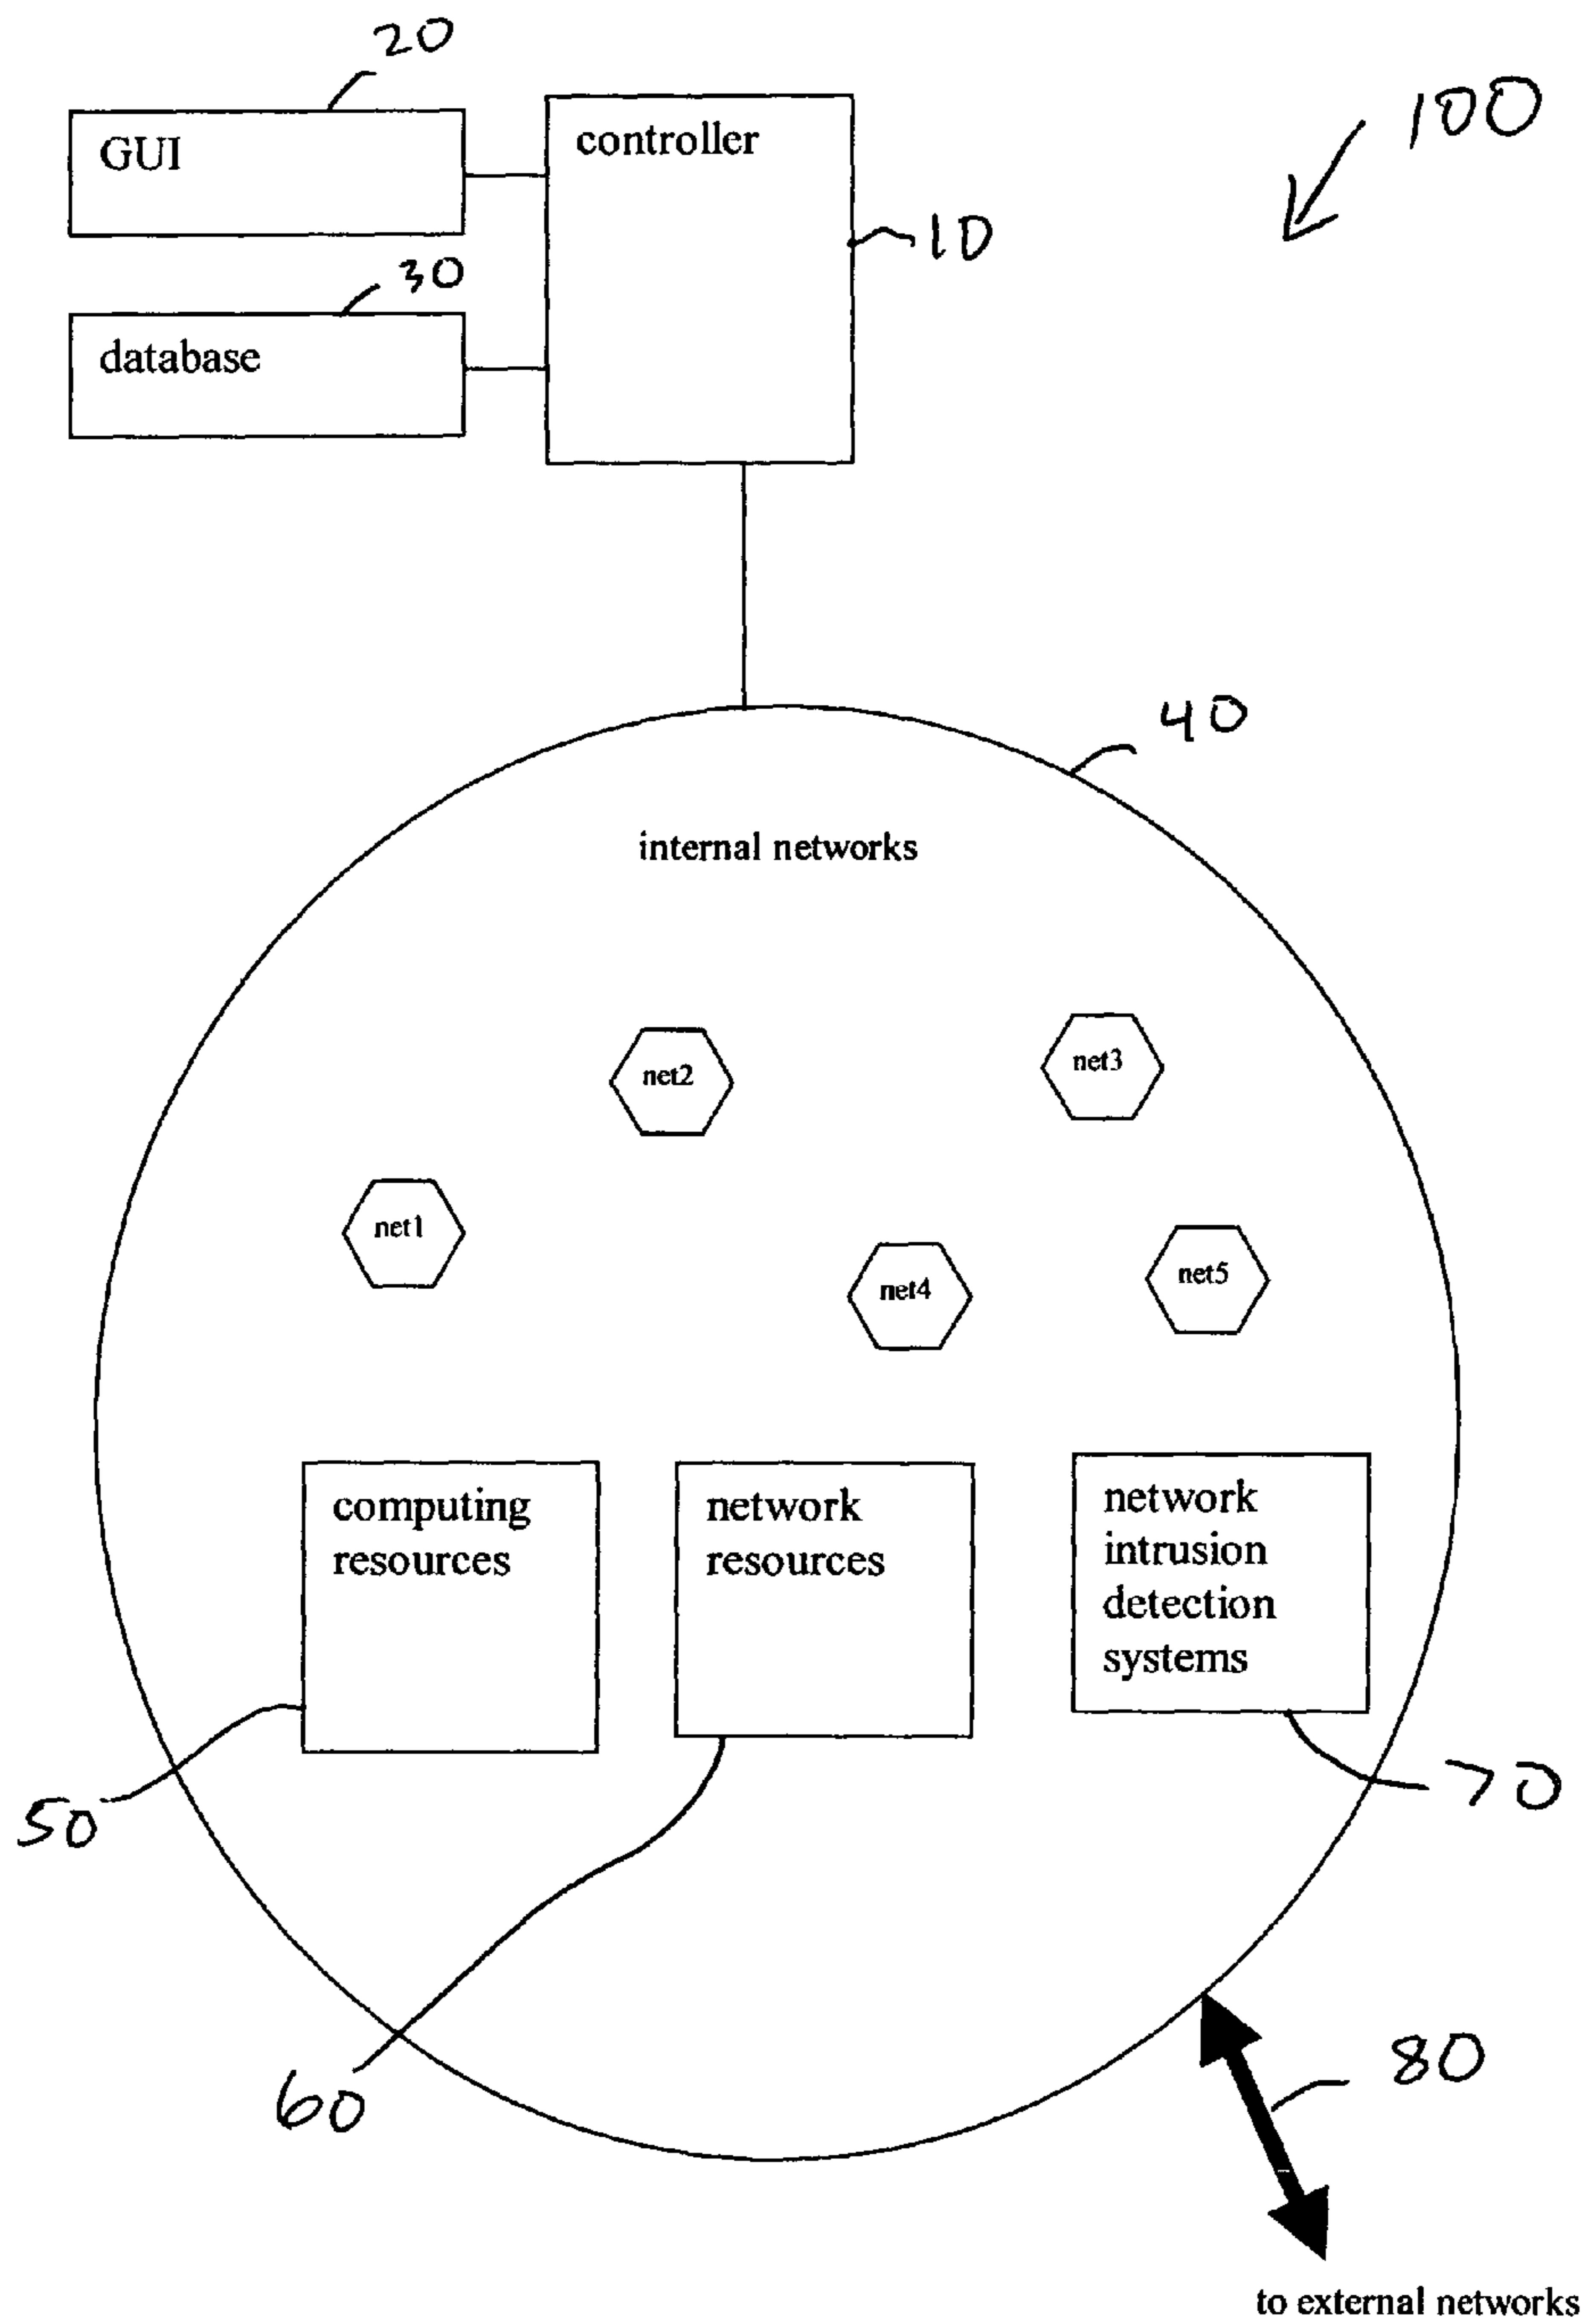 20
100
GUI
controller
10
30
database
40
internal networks
net2
net3
net1
net4
net5
computing
resources
network
resources
network
intrusion
detection
systems
50
70
60
80
to external networks